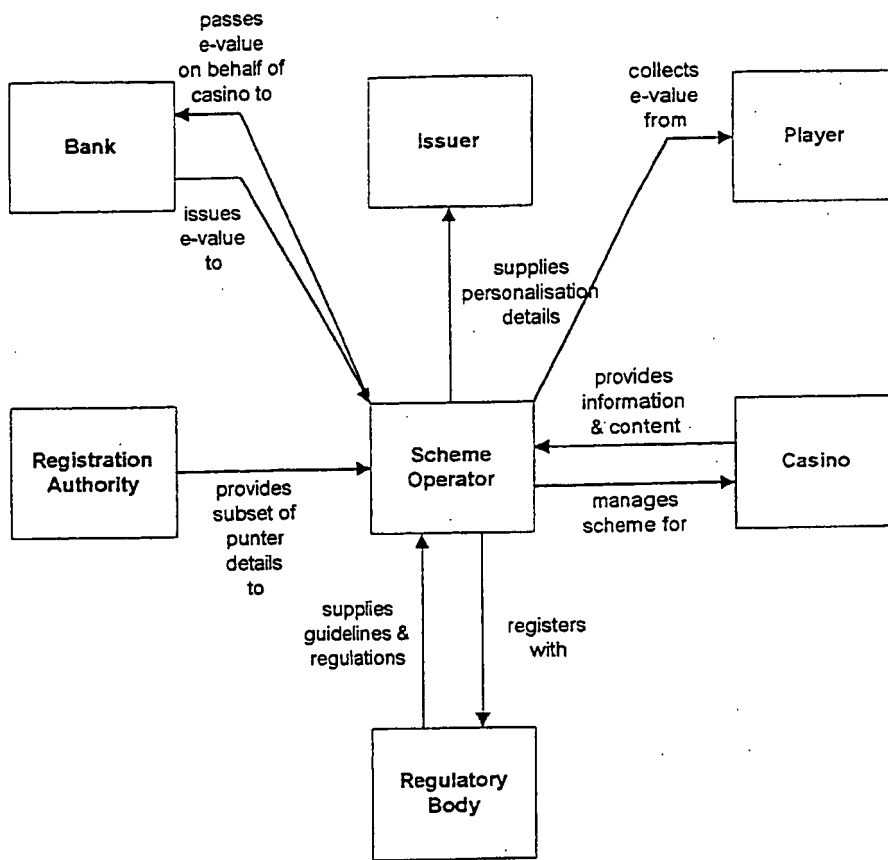 passes
e-value
on behalf of
casino to
Bank
issues
e-value
to
Issuer
collects
e-value
from
Player
supplies
personalisation
details
Registration
Authority
provides
subset of
punter
details
to
Scheme
Operator
provides
information
& content
Casino
manages
scheme for
supplies
guidelines &
regulations
registers
with
Regulatory
Body